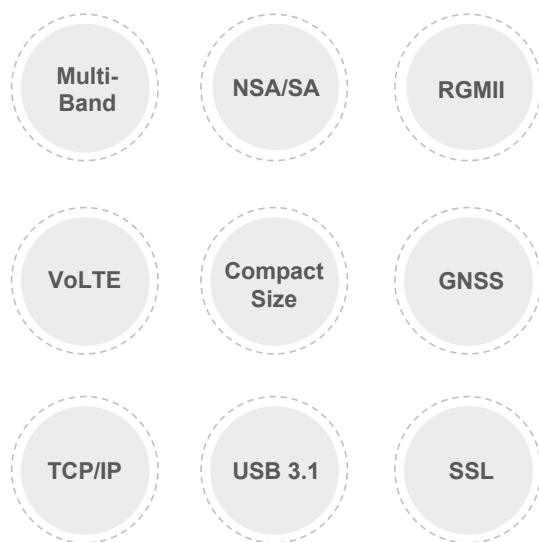 Multi-
Band
NSA/SA
RGMII
VoLTE
Compact
Size
GNSS
TCP/IP
USB 3.1
SSL